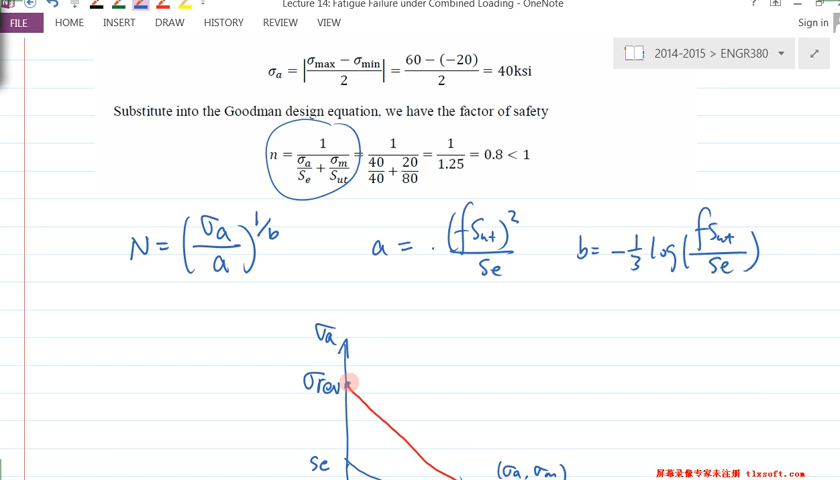 Lecture 14: Fatigue Failure under Combined Loading - OneNote
FILE HOME INSERT DRAW HISTORY REVIEW VIEW Sign in
2014-2015 > ENGR380
σa = |σmax − σmin / 2| = 60 − (−20) / 2 = 40ksi
Substitute into the Goodman design equation, we have the factor of safety
n = 1 / (σa/Se + σm/Sut) = 1 / (40/40 + 20/80) = 1 / 1.25 = 0.8 < 1
N = (σa / a)^1/b a = (fSut)^2 / Se b = −1/3 log(fSut / Se)
σa
σrev
Se (σa, σm)
屏幕录像专家未注册 tlxsoft.com